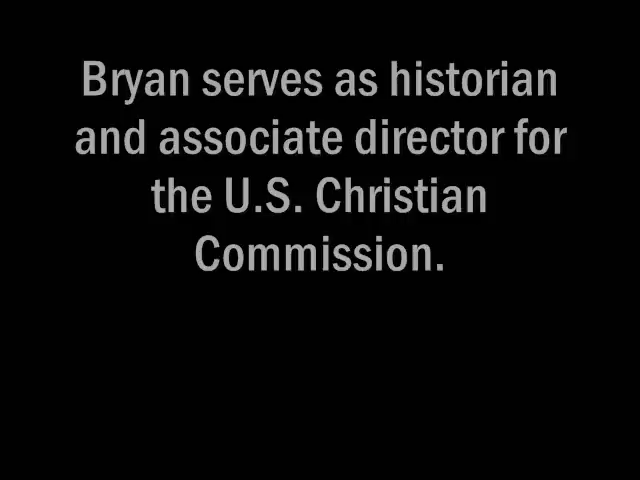 Bryan serves as historian
and associate director for
the U.S. Christian
Commission.